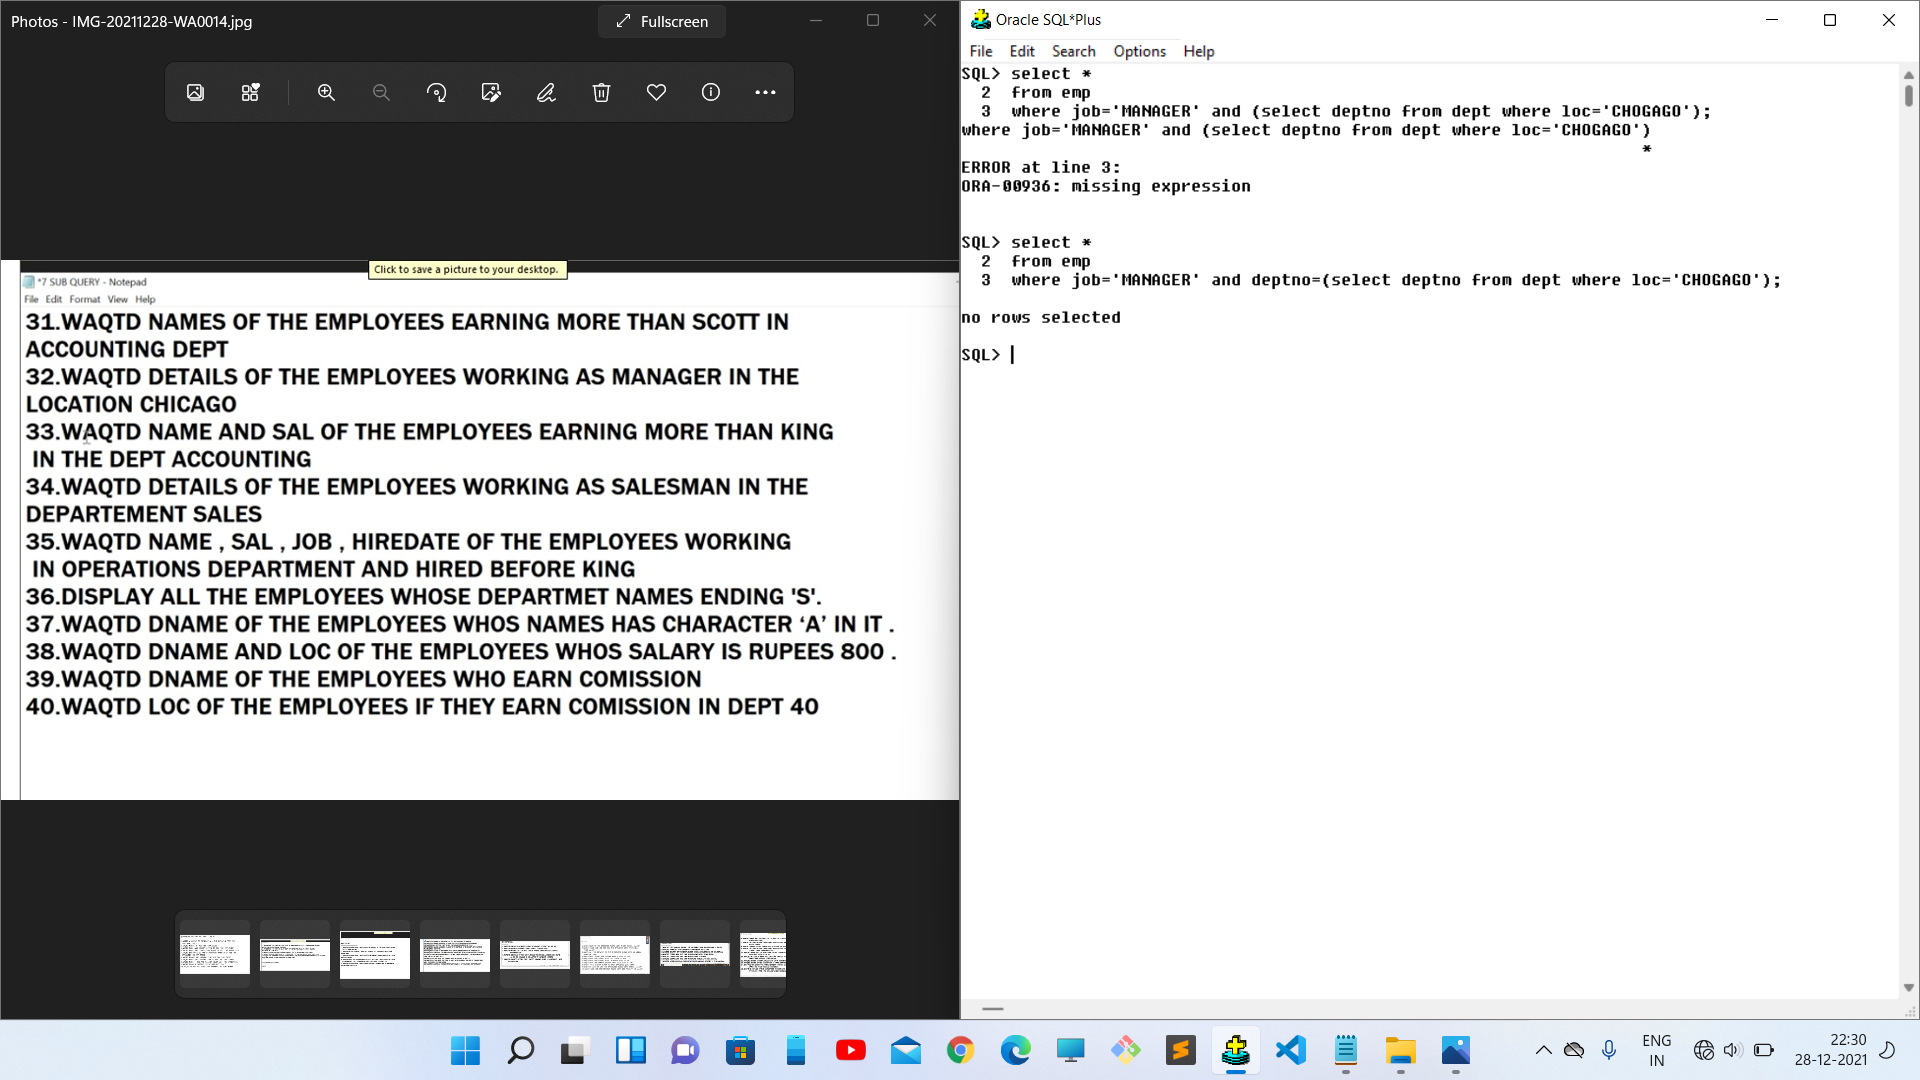 Photos - IMG-20211228-WA0014.jpg
Fullscreen
Click to save a picture to your desktop.
*7 SUB QUERY - Notepad
File Edit Format View Help
31.WAQTD NAMES OF THE EMPLOYEES EARNING MORE THAN SCOTT IN
ACCOUNTING DEPT
32.WAQTD DETAILS OF THE EMPLOYEES WORKING AS MANAGER IN THE
LOCATION CHICAGO
33.WAQTD NAME AND SAL OF THE EMPLOYEES EARNING MORE THAN KING
IN THE DEPT ACCOUNTING
34.WAQTD DETAILS OF THE EMPLOYEES WORKING AS SALESMAN IN THE
DEPARTEMENT SALES
35.WAQTD NAME , SAL , JOB , HIREDATE OF THE EMPLOYEES WORKING
IN OPERATIONS DEPARTMENT AND HIRED BEFORE KING
36.DISPLAY ALL THE EMPLOYEES WHOSE DEPARTMET NAMES ENDING 'S'.
37.WAQTD DNAME OF THE EMPLOYEES WHOS NAMES HAS CHARACTER ‘A’ IN IT .
38.WAQTD DNAME AND LOC OF THE EMPLOYEES WHOS SALARY IS RUPEES 800 .
39.WAQTD DNAME OF THE EMPLOYEES WHO EARN COMISSION
40.WAQTD LOC OF THE EMPLOYEES IF THEY EARN COMISSION IN DEPT 40
Oracle SQL*Plus
File Edit Search Options Help
SQL> select *
2 from emp
3 where job='MANAGER' and (select deptno from dept where loc='CHOGAGO');
where job='MANAGER' and (select deptno from dept where loc='CHOGAGO')
*
ERROR at line 3:
ORA-00936: missing expression
SQL> select *
2 from emp
3 where job='MANAGER' and deptno=(select deptno from dept where loc='CHOGAGO');
no rows selected
SQL>
ENG
IN
22:30
28-12-2021